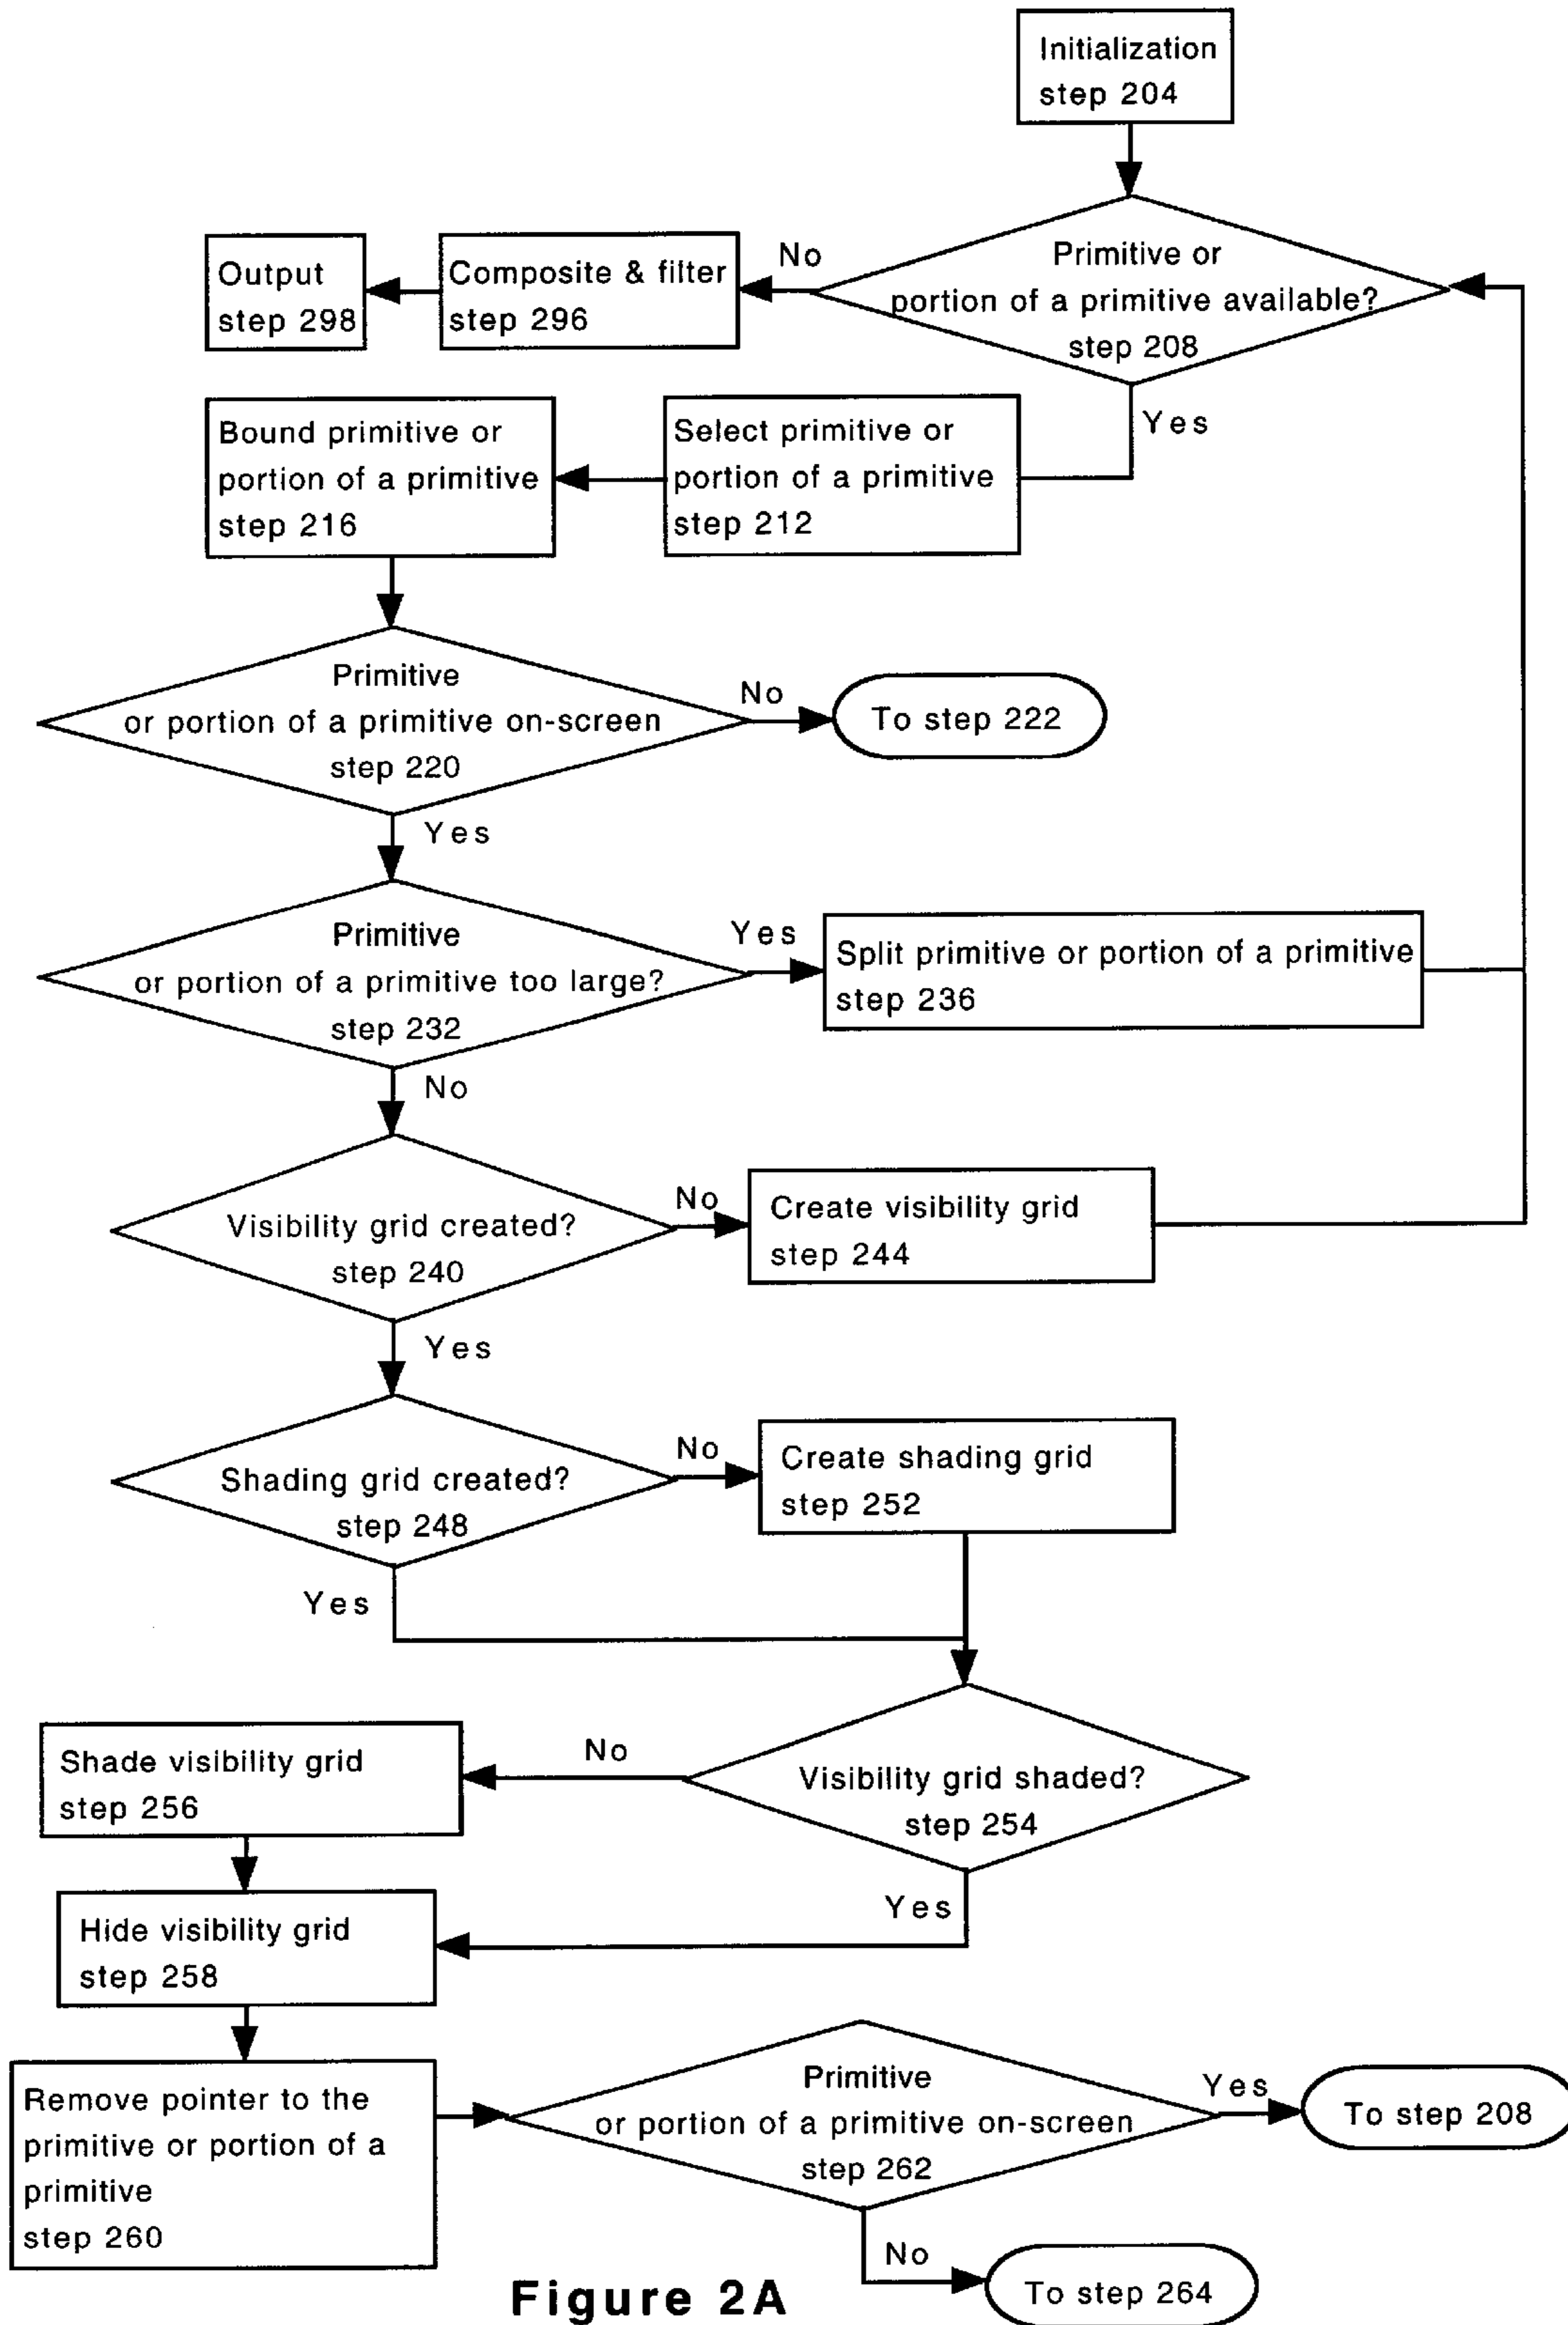 Initialization
step 204
Primitive or
portion of a primitive available?
step 208
No
Composite & filter
step 296
Output
step 298
Yes
Select primitive or
portion of a primitive
step 212
Bound primitive or
portion of a primitive
step 216
Primitive
or portion of a primitive on-screen
step 220
No
To step 222
Yes
Primitive
or portion of a primitive too large?
step 232
Yes
Split primitive or portion of a primitive
step 236
No
Visibility grid created?
step 240
No
Create visibility grid
step 244
Yes
Shading grid created?
step 248
No
Create shading grid
step 252
Yes
Visibility grid shaded?
step 254
No
Shade visibility grid
step 256
Yes
Hide visibility grid
step 258
Remove pointer to the
primitive or portion of a
primitive
step 260
Primitive
or portion of a primitive on-screen
step 262
Yes
To step 208
No
To step 264
Figure 2A